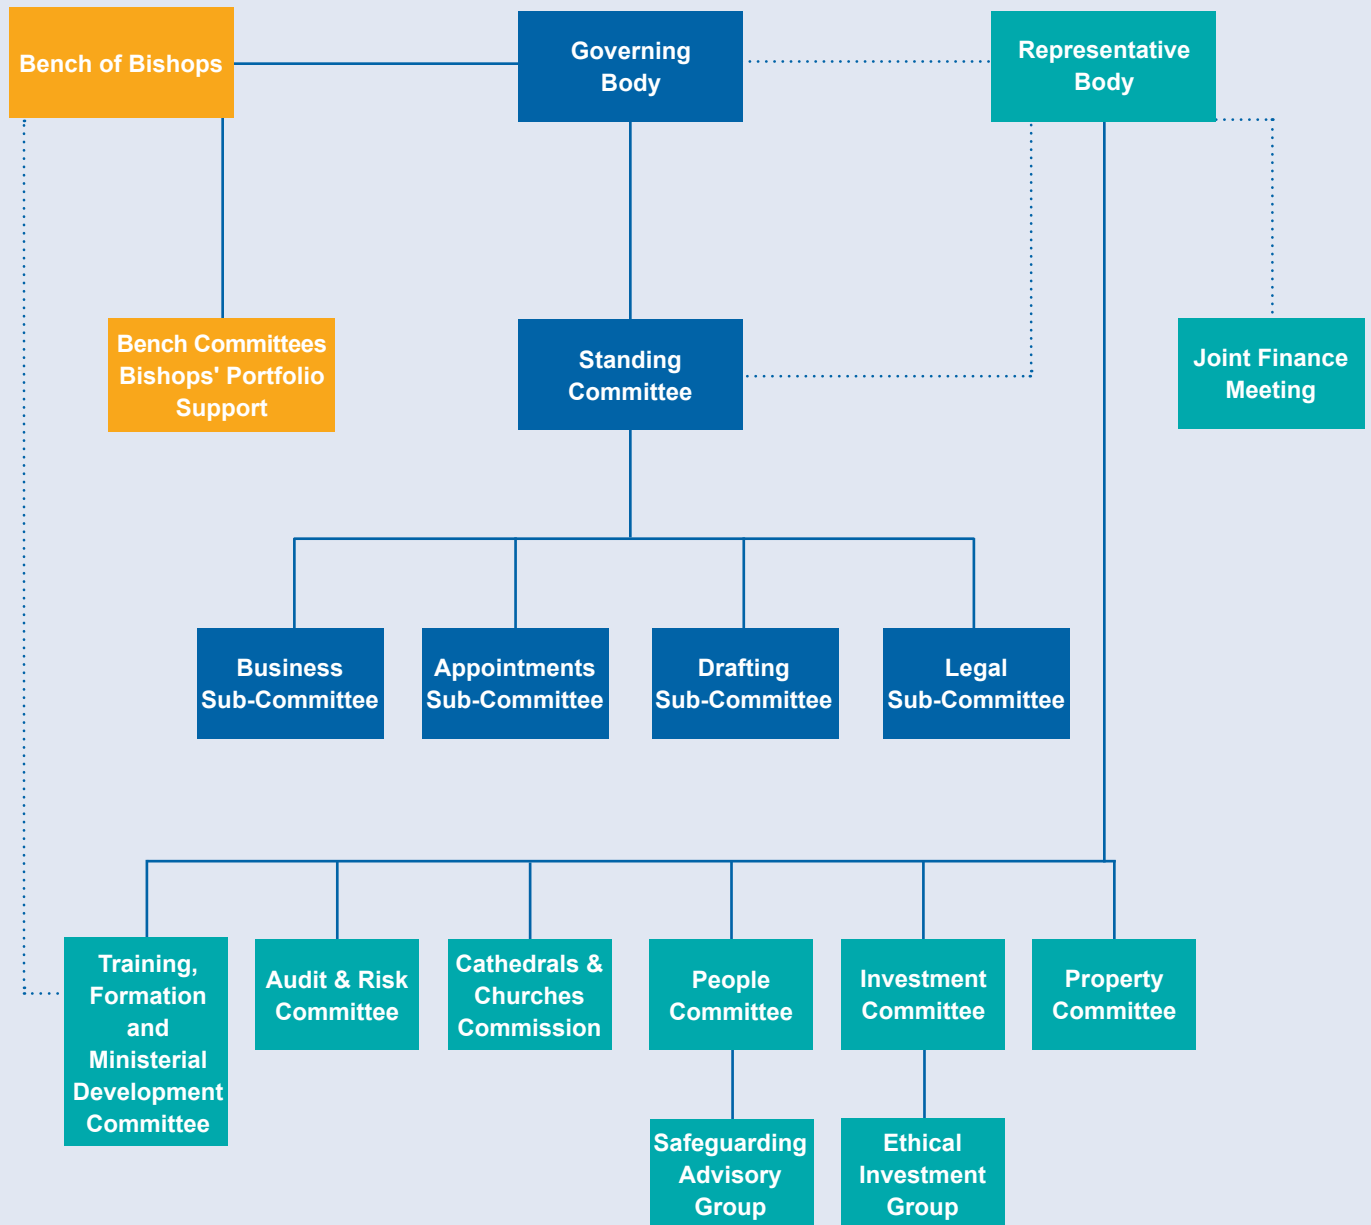 Bench of Bishops
Governing
Body
Representative
Body
Bench Committees
Bishops' Portfolio
Support
Standing
Committee
Joint Finance
Meeting
Business
Sub-Committee
Appointments
Sub-Committee
Drafting
Sub-Committee
Legal
Sub-Committee
Training,
Formation
and
Ministerial
Development
Committee
Audit & Risk
Committee
Cathedrals &
Churches
Commission
People
Committee
Investment
Committee
Property
Committee
Safeguarding
Advisory
Group
Ethical
Investment
Group